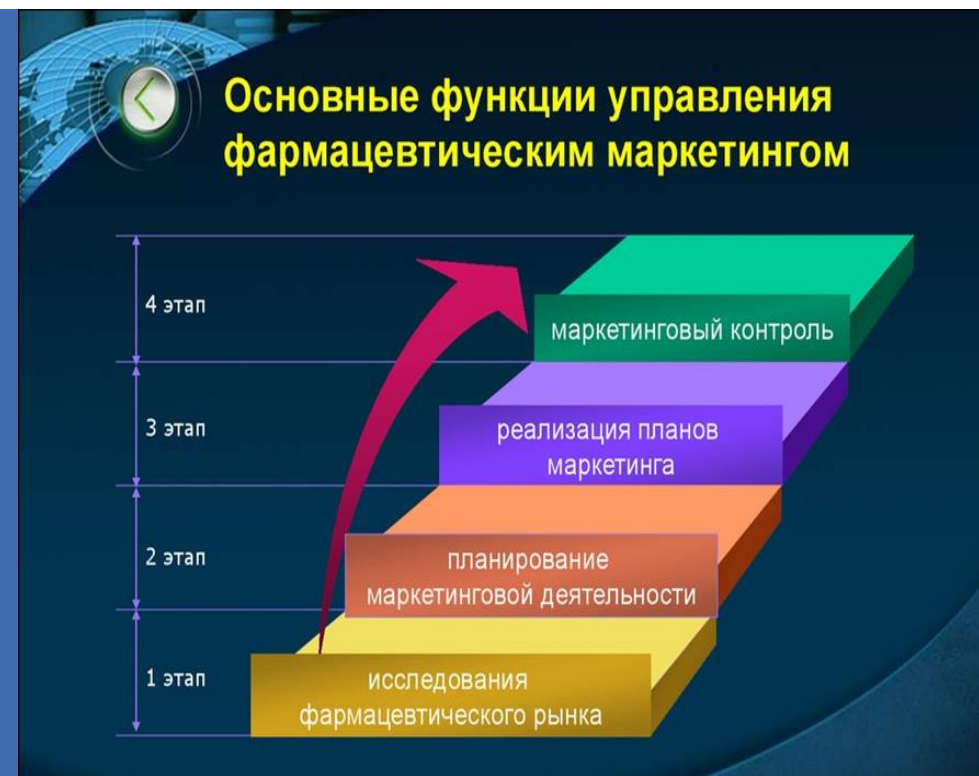 Основные функции управления
фармацевтическим маркетингом
4 этап
маркетинговый контроль
3 этап
реализация планов
маркетинга
2 этап
планирование
маркетинговой деятельности
1 этап
исследования
фармацевтического рынка